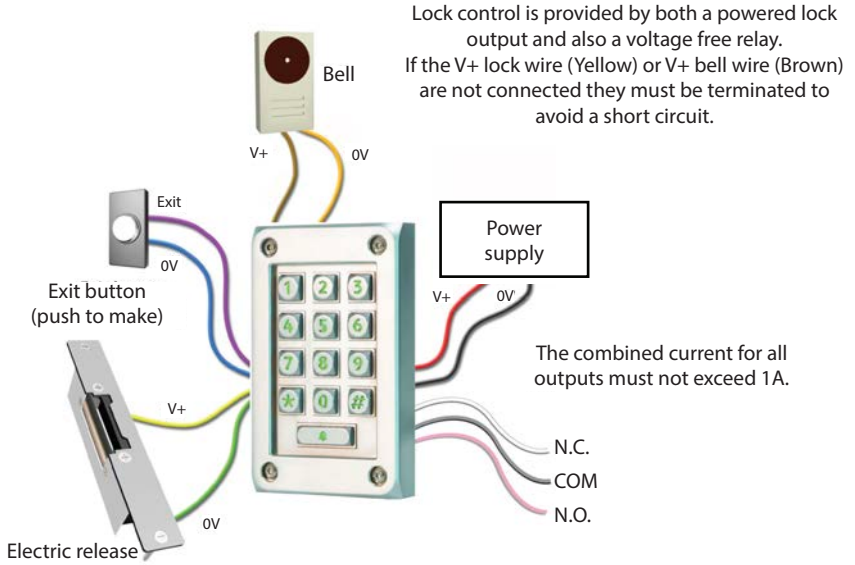 Lock control is provided by both a powered lock
output and also a voltage free relay.
If the V+ lock wire (Yellow) or V+ bell wire (Brown)
are not connected they must be terminated to
avoid a short circuit.
Bell
V+
0V
Exit
0V
Exit button
(push to make)
Power
supply
V+
0V
1 2 3
4 5 6
7 8 9
* 0 #
The combined current for all
outputs must not exceed 1A.
V+
0V
Electric release
N.C.
COM
N.O.